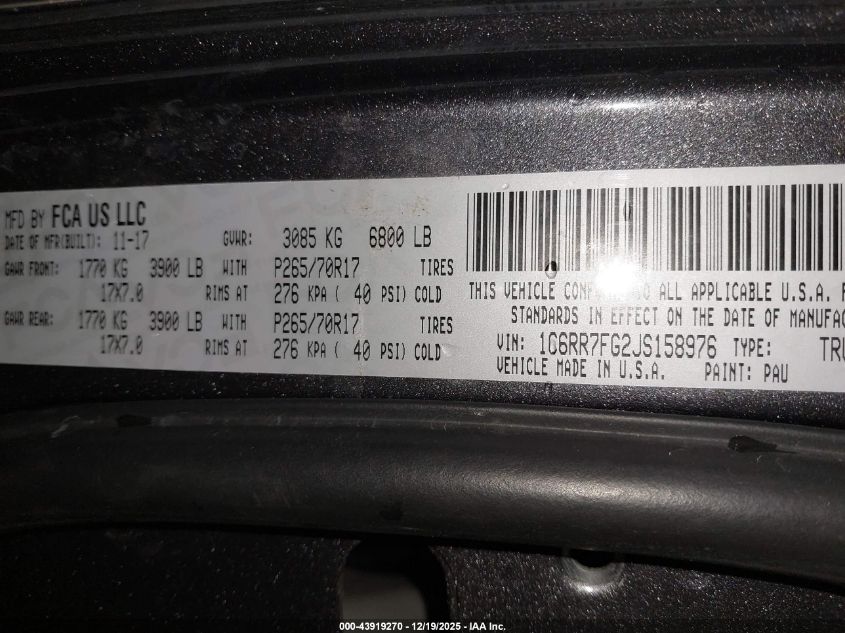 MFD BY FCA US LLC
DATE OF MFR(BUILT): 11-17 GVWR: 3085 KG 6800 LB
GAWR FRONT: 1770 KG 3900 LB WITH P265/70R17 TIRES
17X7.0 RIMS AT 276 KPA ( 40 PSI) COLD
GAWR REAR: 1770 KG 3900 LB WITH P265/70R17 TIRES
17X7.0 RIMS AT 276 KPA ( 40 PSI) COLD
THIS VEHICLE TO ALL APPLICABLE U.S.A.
STANDARDS IN EFFECT ON THE DATE OF MANUFAC
VIN: 1C6RR7FG2JS158976 TYPE: TRU
VEHICLE MADE IN U.S.A. PAINT: PAU
000-43919270 - 12/19/2025 - IAA Inc.